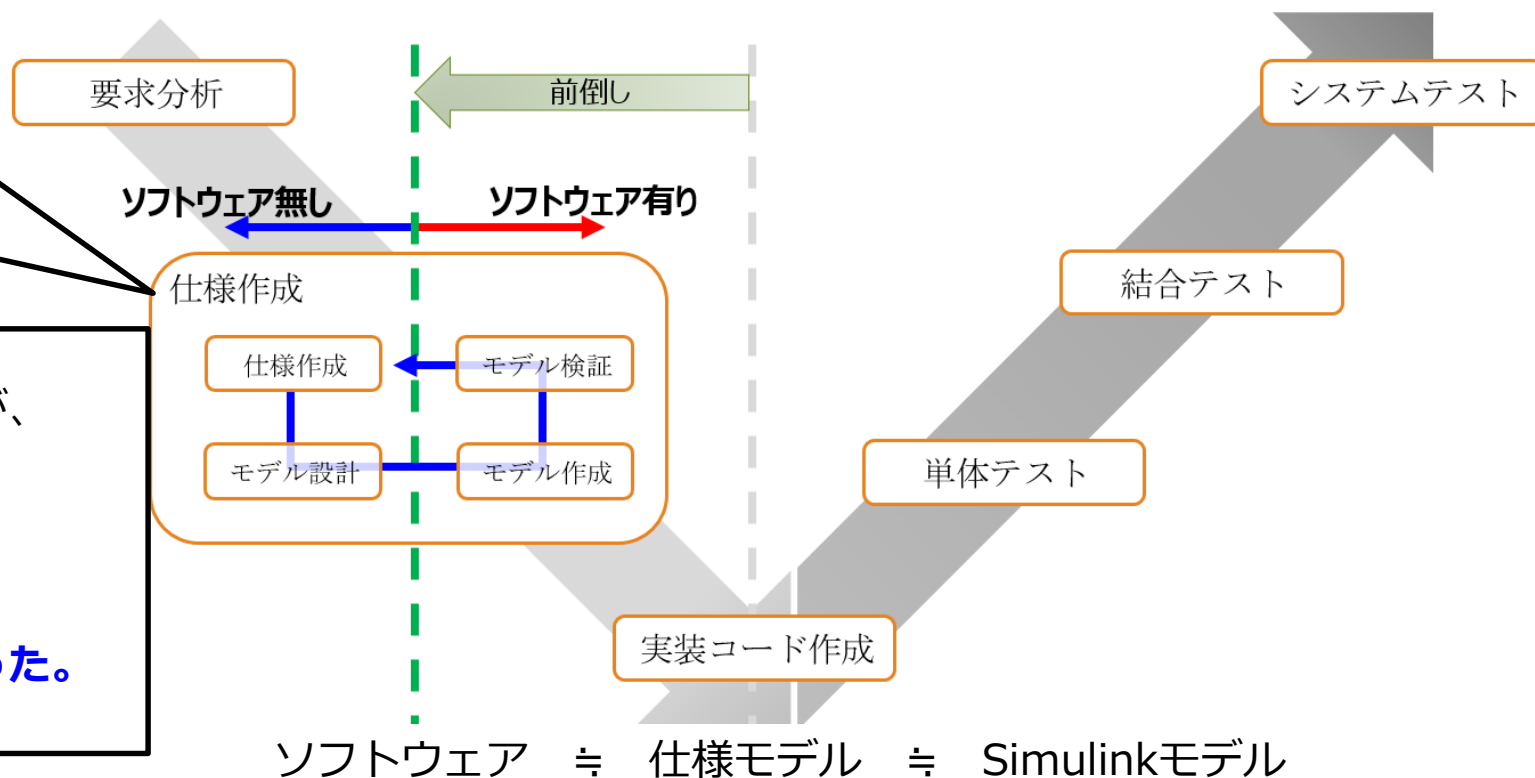 要求分析
前倒し
システムテスト
ソフトウェア無し
ソフトウェア有り
仕様作成
結合テスト
仕様作成
モデル検証
が、
モデル設計
モデル作成
単体テスト
実装コード作成
った。
ソフトウェア ≒ 仕様モデル ≒ Simulinkモデル